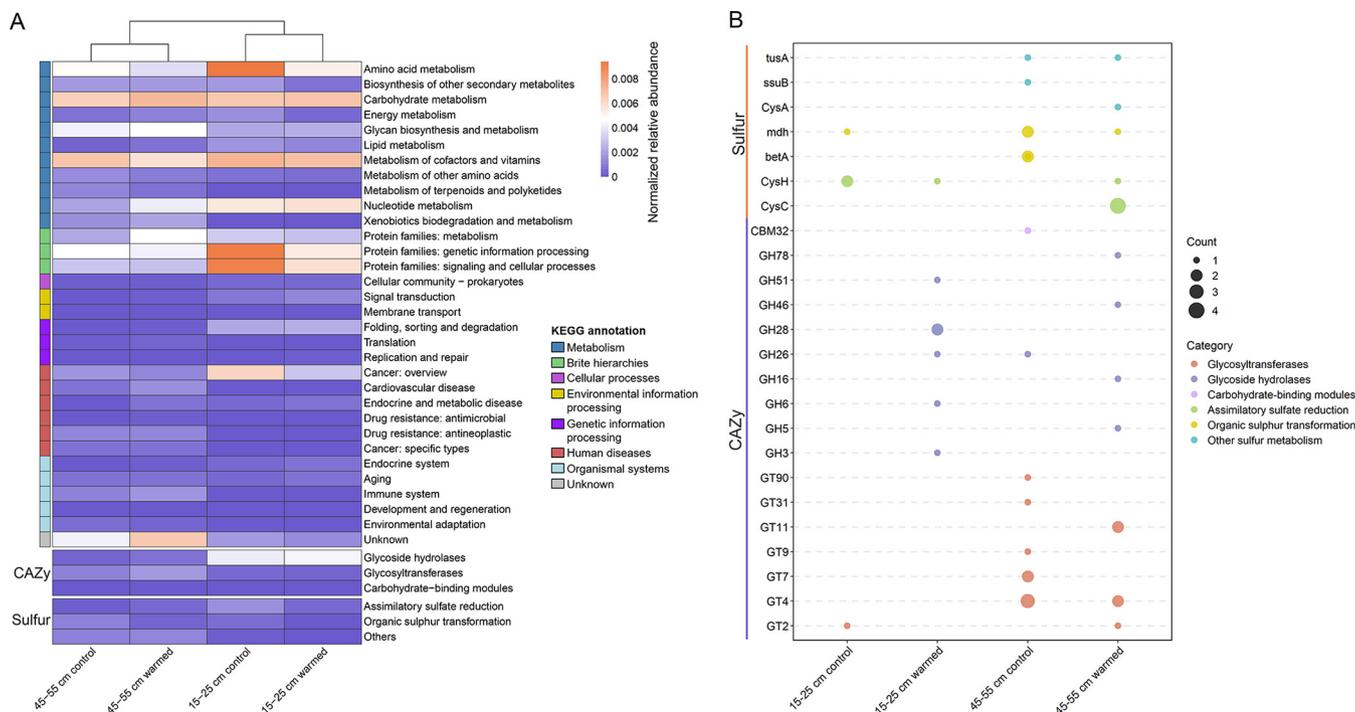 A
Amino acid metabolism
Biosynthesis of other secondary metabolites
Carbohydrate metabolism
Energy metabolism
Glycan biosynthesis and metabolism
Lipid metabolism
Metabolism of cofactors and vitamins
Metabolism of other amino acids
Metabolism of terpenoids and polyketides
Nucleotide metabolism
Xenobiotics biodegradation and metabolism
Protein families: metabolism
Protein families: genetic information processing
Protein families: signaling and cellular processes
Cellular community − prokaryotes
Signal transduction
Membrane transport
Folding, sorting and degradation
Translation
Replication and repair
Cancer: overview
Cardiovascular disease
Endocrine and metabolic disease
Drug resistance: antimicrobial
Drug resistance: antineoplastic
Cancer: specific types
Endocrine system
Aging
Immune system
Development and regeneration
Environmental adaptation
Unknown
CAZy
Glycoside hydrolases
Glycosyltransferases
Carbohydrate−binding modules
Sulfur
Assimilatory sulfate reduction
Organic sulphur transformation
Others
45−55 cm control
45−55 cm warmed
15−25 cm control
15−25 cm warmed
0.008
0.006
0.004
0.002
0
Normalized relative abundance
KEGG annotation
Metabolism
Brite hierarchies
Cellular processes
Environmental information
processing
Genetic information
processing
Human diseases
Organismal systems
Unknown
B
Sulfur
tusA
ssuB
CysA
mdh
betA
CysH
CysC
CAZy
CBM32
GH78
GH51
GH46
GH28
GH26
GH16
GH6
GH5
GH3
GT90
GT31
GT11
GT9
GT7
GT4
GT2
15-25 cm control
15-25 cm warmed
45-55 cm control
45-55 cm warmed
Count
1
2
3
4
Category
Glycosyltransferases
Glycoside hydrolases
Carbohydrate-binding modules
Assimilatory sulfate reduction
Organic sulphur transformation
Other sulfur metabolism